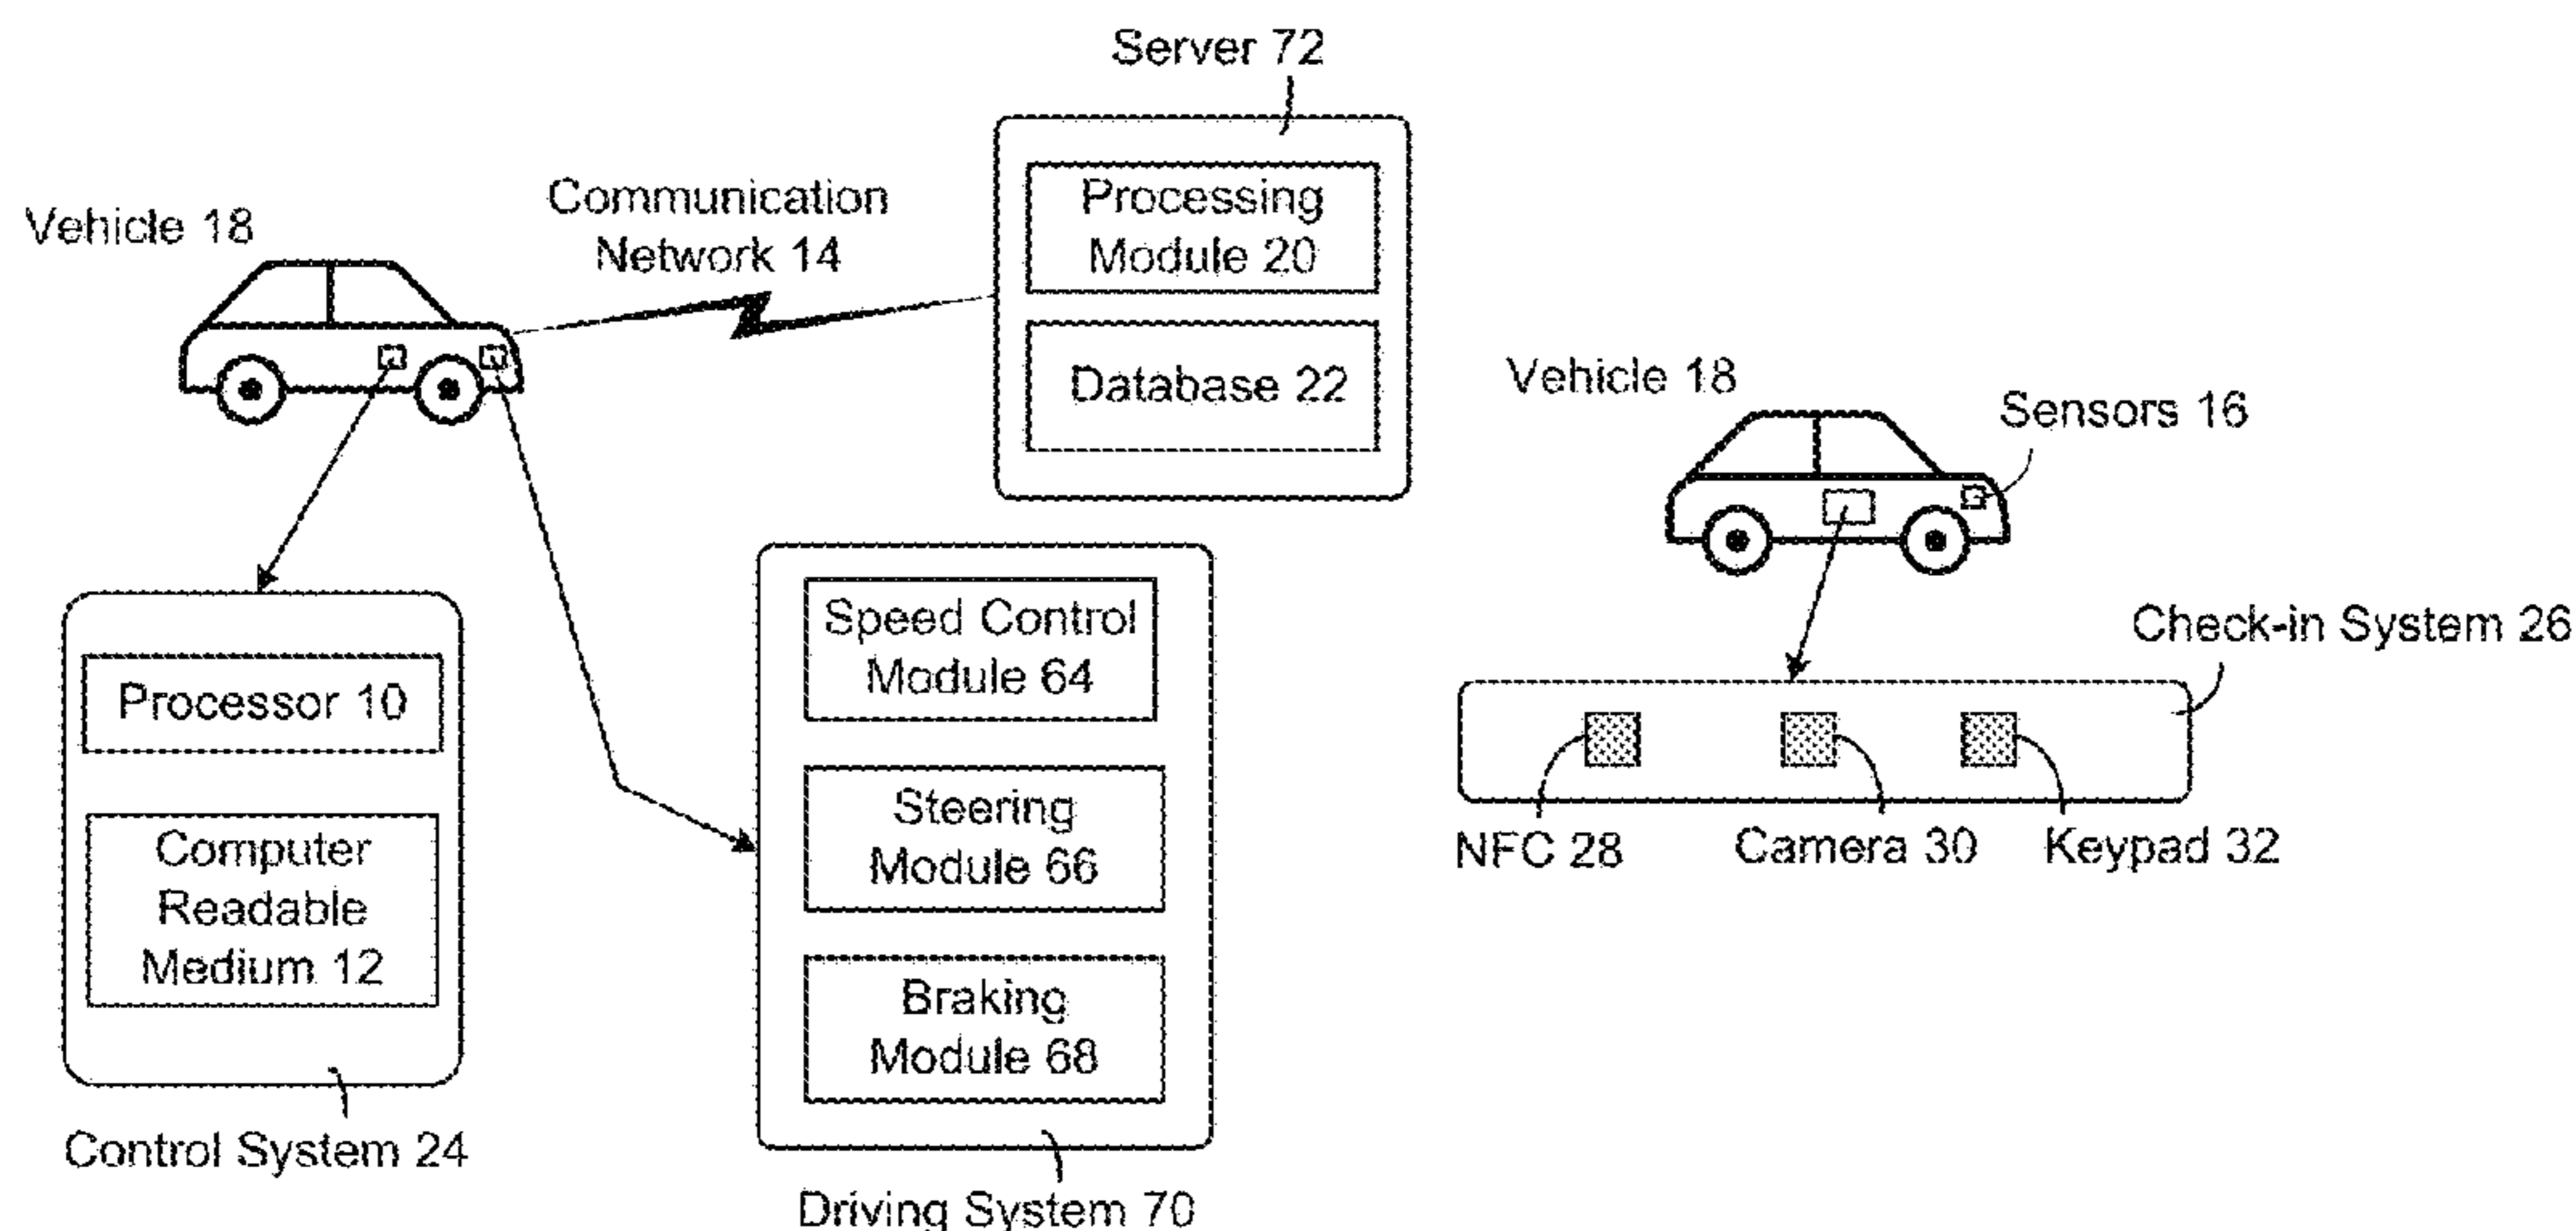 Server 72
Vehicle 18
Communication
Network 14
Processing
Module 20
Database 22
Processor 10
Computer
Readable
Medium 12
Control System 24
Speed Control
Module 64
Steering
Module 66
Braking
Module 68
Driving System 70
Vehicle 18
Sensors 16
Check-in System 26
NFC 28
Camera 30
Keypad 32